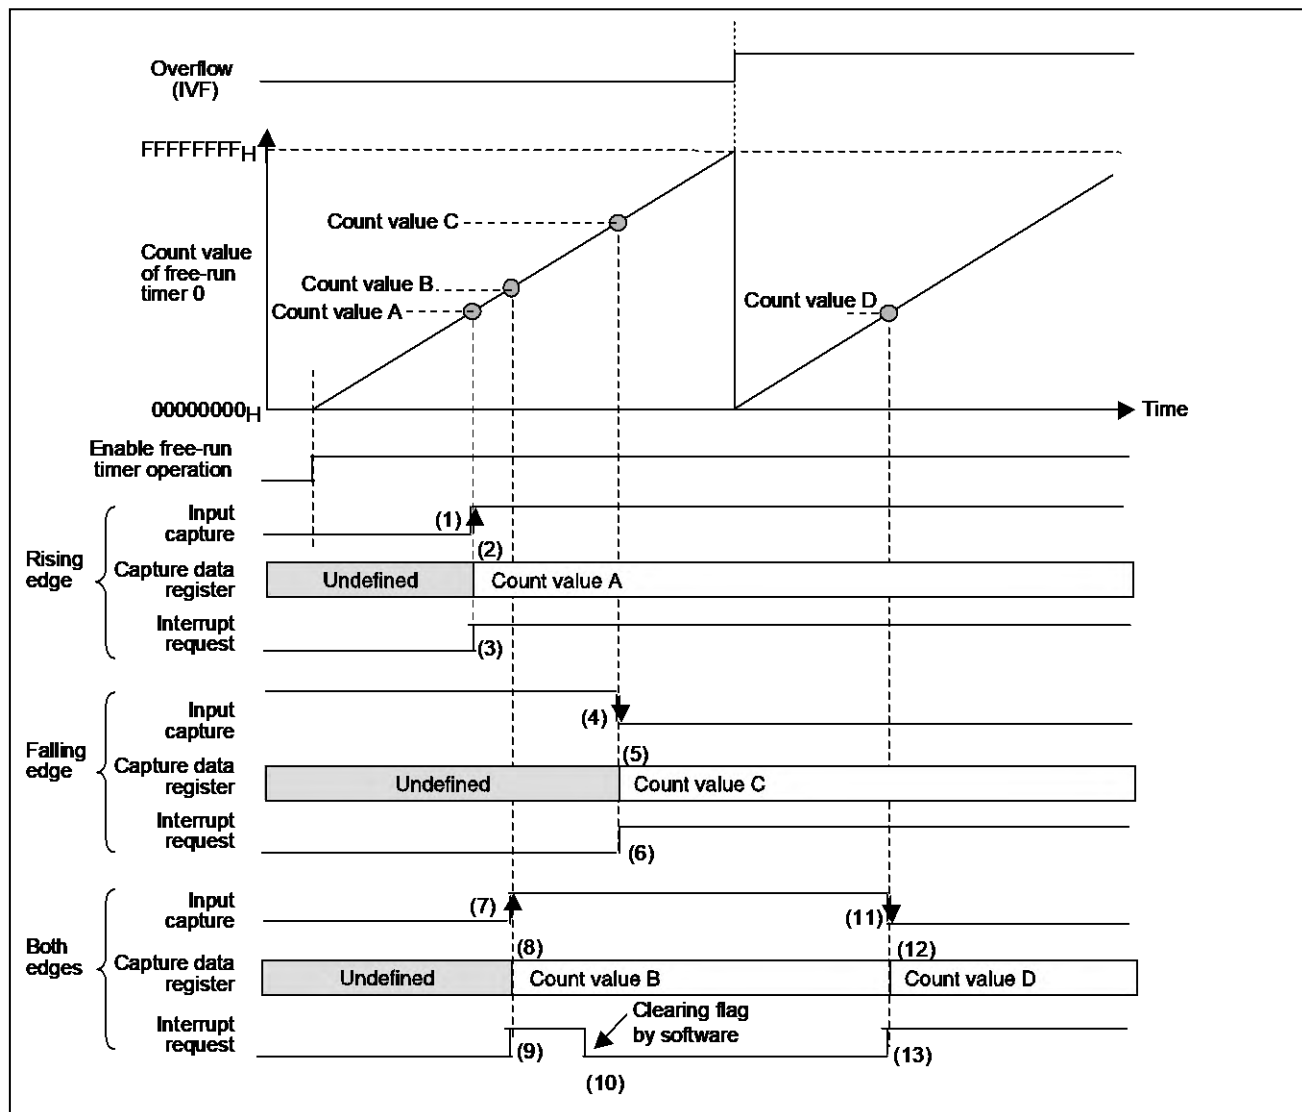 Overflow
(IVF)
FFFFFFFFH
Count value C
Count value
of free-run
timer 0
Count value B
Count value A
Count value D
00000000H
Time
Enable free-run
timer operation
Rising
edge
Input
capture
(1)
(2)
Capture data
register
Undefined
Count value A
Interrupt
request
(3)
Falling
edge
Input
capture
(4)
(5)
Capture data
register
Undefined
Count value C
Interrupt
request
(6)
Both
edges
Input
capture
(7)
(11)
(8)
(12)
Capture data
register
Undefined
Count value B
Count value D
Clearing flag
by software
Interrupt
request
(9)
(10)
(13)